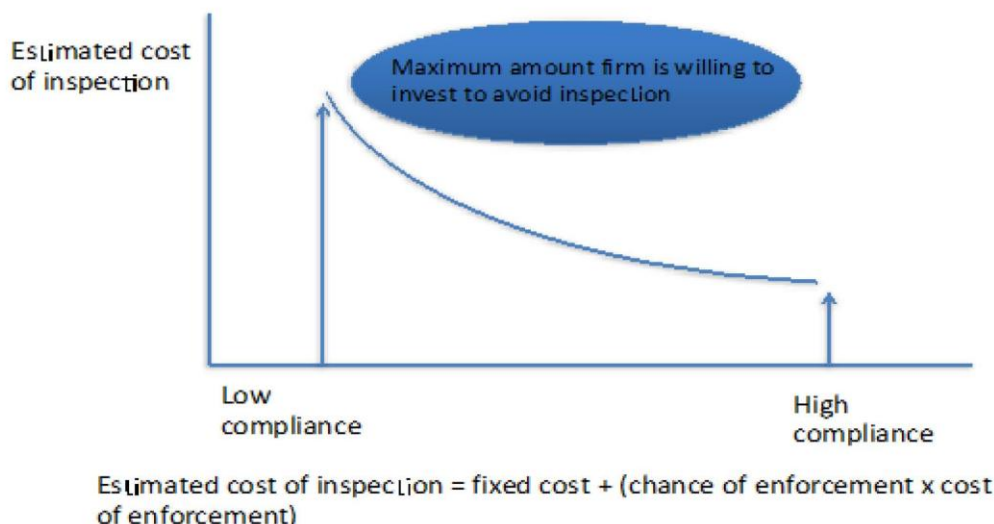 Estimated cost
of inspection
Maximum amount firm is willing to
invest to avoid inspection
Low
compliance
High
compliance
Estimated cost of inspection = fixed cost + (chance of enforcement x cost
of enforcement)